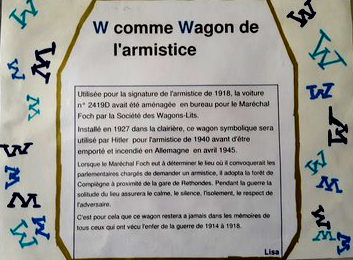 W comme Wagon de
l'armistice
Utilisée pour la signature de l'armistice de 1918, la voiture
n° 2419D avait été aménagée en bureau pour le Maréchal
Foch par la Société des Wagons-Lits.
Installé en 1927 dans la clairière, ce wagon symbolique sera
utilisé par Hitler pour l'armistice de 1940 avant d'être
emporté et incendié en Allemagne en avril 1945.
Lorsque le Maréchal Foch eut à déterminer le lieu où il convoquerait les
parlementaires chargés de demander un armistice, il adopta la forêt de
Compiègne à proximité de la gare de Rethondes. Pendant la guerre la
solitude du lieu assurera le calme, le silence, l'isolement, le respect de
l'adversaire.
C'est pour cela que ce wagon restera a jamais dans les mémoires de
tous ceux qui ont vécu l'enfer de la guerre de 1914 à 1918.
Lisa